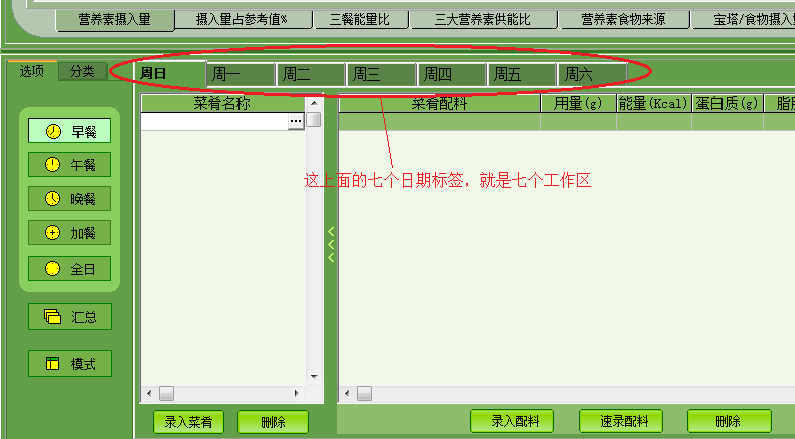 营养素摄入量 摄入量占参考值% 三餐能量比 三大营养素供能比 营养素食物来源 宝塔/食物摄入
选项 分类 周日 周一 周二 周三 周四 周五 周六
菜肴名称 菜肴配料 用量(g) 能量(Kcal) 蛋白质(g) 脂
...
早餐
午餐
这上面的七个日期标签，就是七个工作区
晚餐
加餐
全日
汇总
模式
录入菜肴 删除 录入配料 速录配料 删除